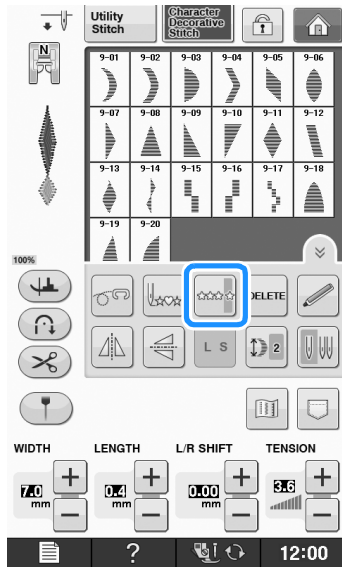 Utility
Stitch
Character
Decorative
Stitch
N
9-01 9-02 9-03 9-04 9-05 9-06
9-07 9-08 9-09 9-10 9-11 9-12
9-13 9-14 9-15 9-16 9-17 9-18
9-19 9-20
100%
DELETE
L S
2
WIDTH LENGTH L/R SHIFT TENSION
7.0 mm + - 0.4 mm + - 0.00 mm + - 3.6 + -
? 12:00